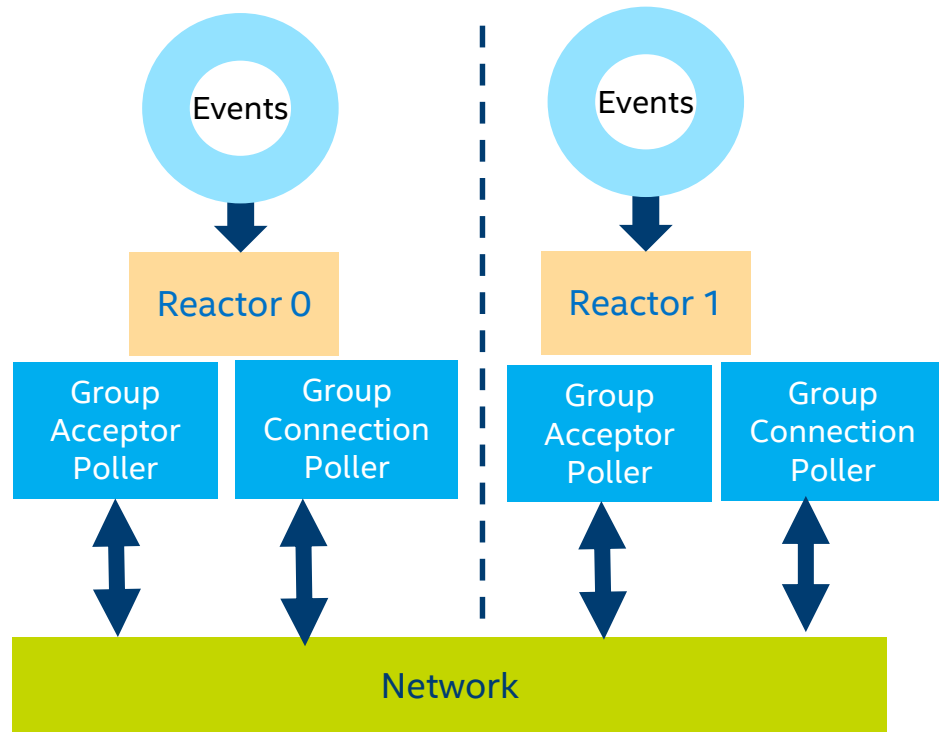 Events
Events
Reactor 0
Reactor 1
Group
Acceptor
Poller
Group
Connection
Poller
Group
Acceptor
Poller
Group
Connection
Poller
Network